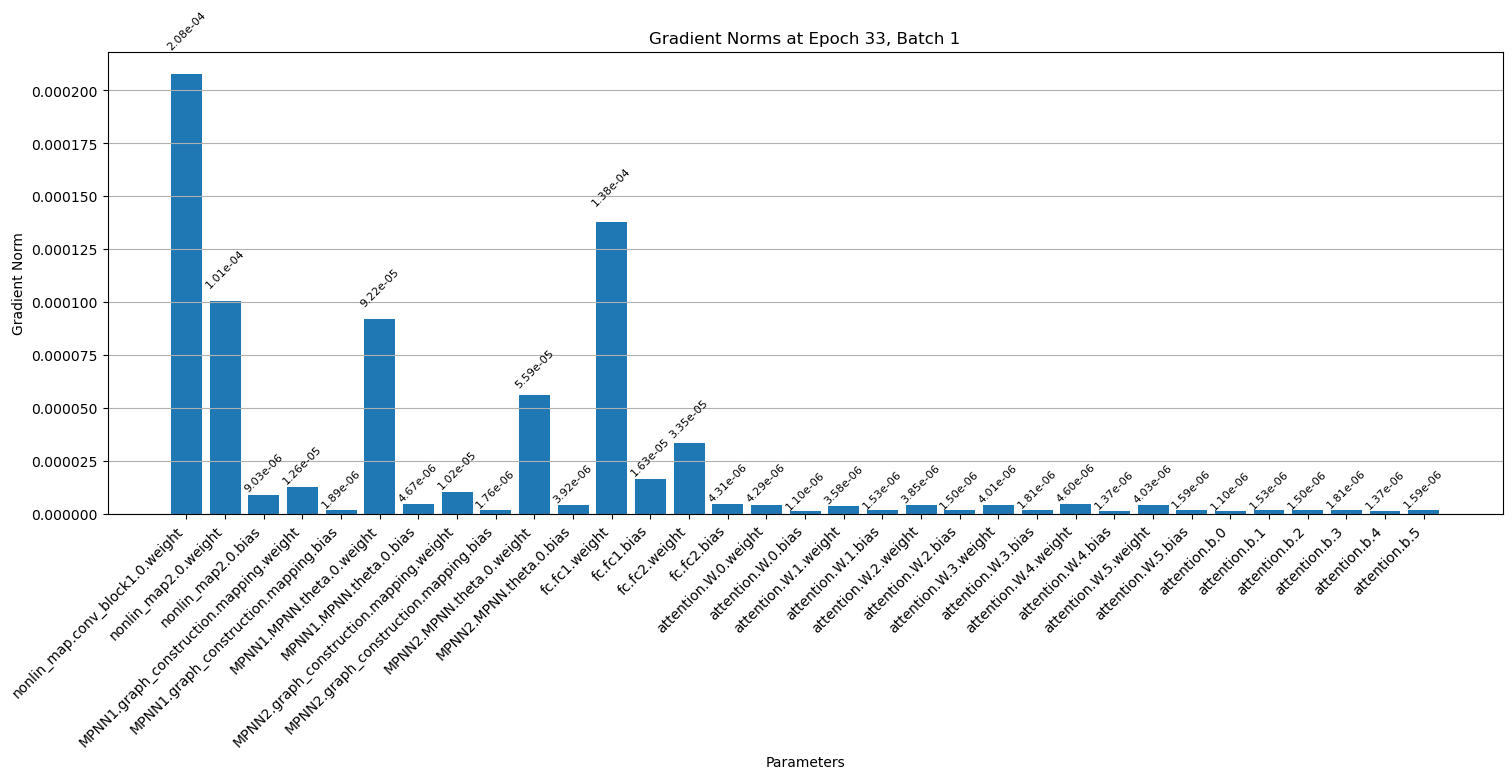 Gradient Norms at Epoch 33, Batch 1
Gradient Norm
0.000200
0.000175
0.000150
0.000125
0.000100
0.000075
0.000050
0.000025
0.000000
2.08e-04
1.01e-04
9.03e-06
1.26e-05
1.89e-06
9.22e-05
4.67e-06
1.02e-05
1.76e-06
5.59e-05
3.92e-06
1.38e-04
1.63e-05
3.35e-05
4.31e-06
4.29e-06
1.10e-06
3.58e-06
1.53e-06
3.85e-06
1.50e-06
4.01e-06
1.81e-06
4.60e-06
1.37e-06
4.03e-06
1.59e-06
1.10e-06
1.53e-06
1.50e-06
1.81e-06
1.37e-06
1.59e-06
nonlin_map.conv_block1.0.weight
nonlin_map2.0.weight
nonlin_map2.0.bias
MPNN1.graph_construction.mapping.weight
MPNN1.graph_construction.mapping.bias
MPNN1.MPNN.theta.0.weight
MPNN1.MPNN.theta.0.bias
MPNN2.graph_construction.mapping.weight
MPNN2.graph_construction.mapping.bias
MPNN2.MPNN.theta.0.weight
MPNN2.MPNN.theta.0.bias
fc.fc1.weight
fc.fc1.bias
fc.fc2.weight
fc.fc2.bias
attention.W.0.weight
attention.W.0.bias
attention.W.1.weight
attention.W.1.bias
attention.W.2.weight
attention.W.2.bias
attention.W.3.weight
attention.W.3.bias
attention.W.4.weight
attention.W.4.bias
attention.W.5.weight
attention.W.5.bias
attention.b.0
attention.b.1
attention.b.2
attention.b.3
attention.b.4
attention.b.5
Parameters